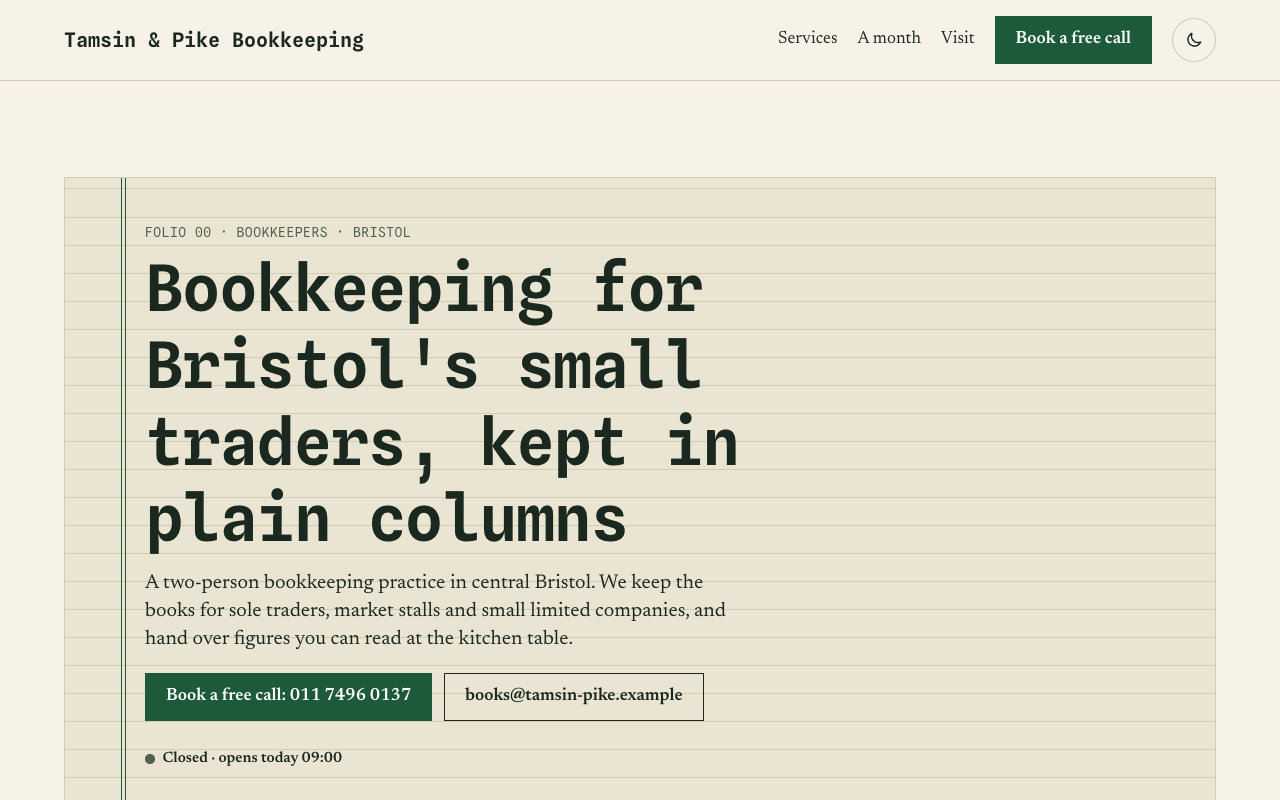 Tamsin & Pike Bookkeeping
Services
A month
Visit
Book a free call
FOLIO 00 · BOOKKEEPERS · BRISTOL
Bookkeeping for
Bristol's small
traders, kept in
plain columns
A two-person bookkeeping practice in central Bristol. We keep the
books for sole traders, market stalls and small limited companies, and
hand over figures you can read at the kitchen table.
Book a free call: 011 7496 0137
books@tamsin-pike.example
Closed · opens today 09:00